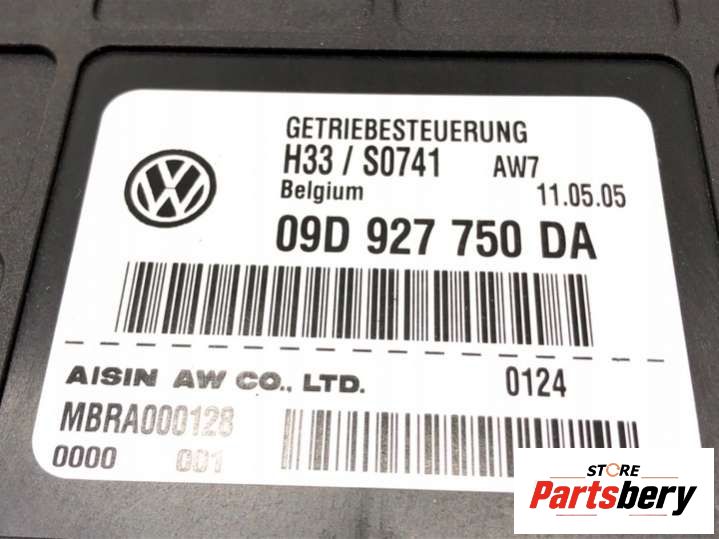 GETRIEBESTEUERUNG
H33 / S0741 AW7
Belgium 11.05.05
09D 927 750 DA
AISIN AW CO., LTD. 0124
MBRA000128
0000 001
STORE
Partsbery